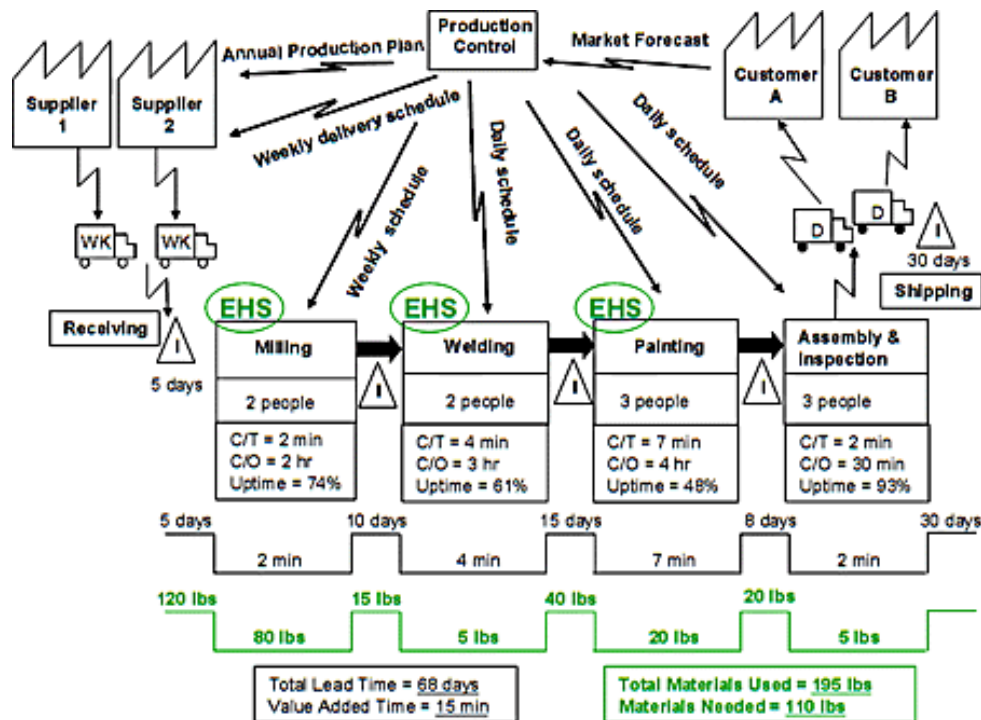 Production
Control
Annual Production Plan
Market Forecast
Supplier
1
Supplier
2
Customer
A
Customer
B
Weekly delivery schedule
Weekly schedule
Daily schedule
Daily schedule
Daily schedule
WK
WK
D
D
I
30 days
Shipping
Receiving
I
5 days
EHS
EHS
EHS
Milling
Welding
Painting
Assembly &
Inspection
I
I
I
2 people
2 people
3 people
3 people
C/T = 2 min
C/O = 2 hr
Uptime = 74%
C/T = 4 min
C/O = 3 hr
Uptime = 61%
C/T = 7 min
C/O = 4 hr
Uptime = 48%
C/T = 2 min
C/O = 30 min
Uptime = 93%
5 days
10 days
15 days
8 days
30 days
2 min
4 min
7 min
2 min
120 lbs
15 lbs
40 lbs
20 lbs
80 lbs
5 lbs
20 lbs
5 lbs
Total Lead Time = 68 days
Value Added Time = 15 min
Total Materials Used = 195 lbs
Materials Needed = 110 lbs